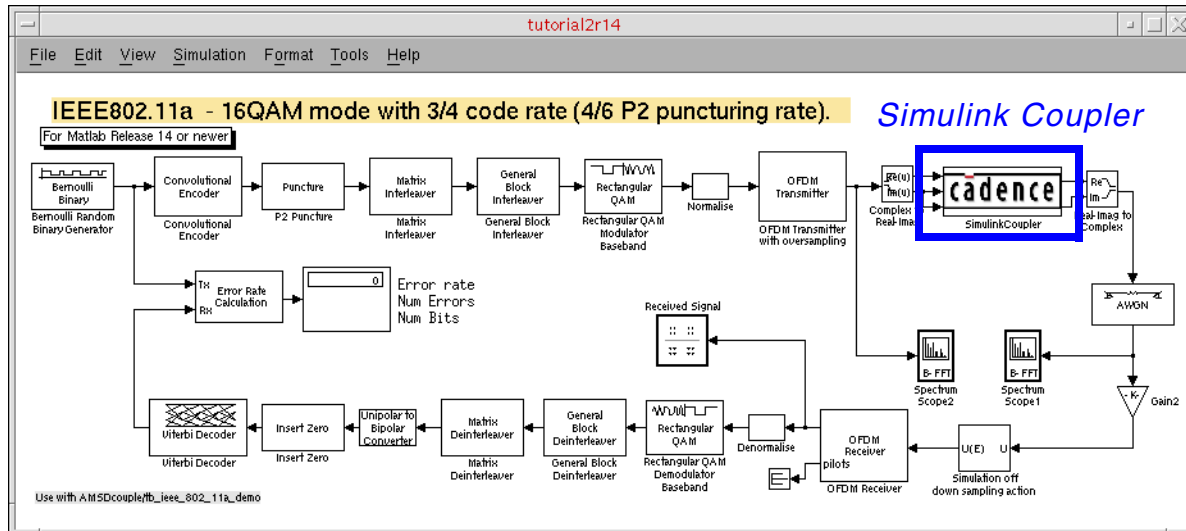 tutorial2r14
File Edit View Simulation Format Tools Help
IEEE802.11a - 16QAM mode with 3/4 code rate (4/6 P2 puncturing rate).
Simulink Coupler
For Matlab Release 14 or newer
Bernoulli
Binary
Bernoulli Random
Binary Generator
Convolutional
Encoder
Convolutional
Encoder
Puncture
P2 Puncture
Matrix
Interleaver
Matrix
Interleaver
General
Block
Interleaver
General Block
Interleaver
Rectangular
QAM
Rectangular QAM
Modulator
Baseband
Normalise
OFDM
Transmitter
OFDM Transmitter
with oversampling
Re(u)
Im(u)
Complex
Real-Imag
cādence
SimulinkCoupler
Re
Im
Real-Imag to
Complex
Tx
Rx
Error Rate
Calculation
0
Error rate
Num Errors
Num Bits
Received Signal
AWGN
B-FFT
Spectrum
Scope2
B-FFT
Spectrum
Scope1
-K-
Gain2
Viterbi Decoder
Viterbi Decoder
Insert Zero
Insert Zero
Unipolar to
Bipolar
Converter
Matrix
Deinterleaver
Matrix
Deinterleaver
General
Block
Deinterleaver
General Block
Deinterleaver
Rectangular
QAM
Rectangular QAM
Demodulator
Baseband
Denormalise
OFDM
Receiver
pilots
OFDM Receiver
U(E) U
Simulation off
down sampling action
Use with AMSDcouple/tb_ieee_802_11a_demo